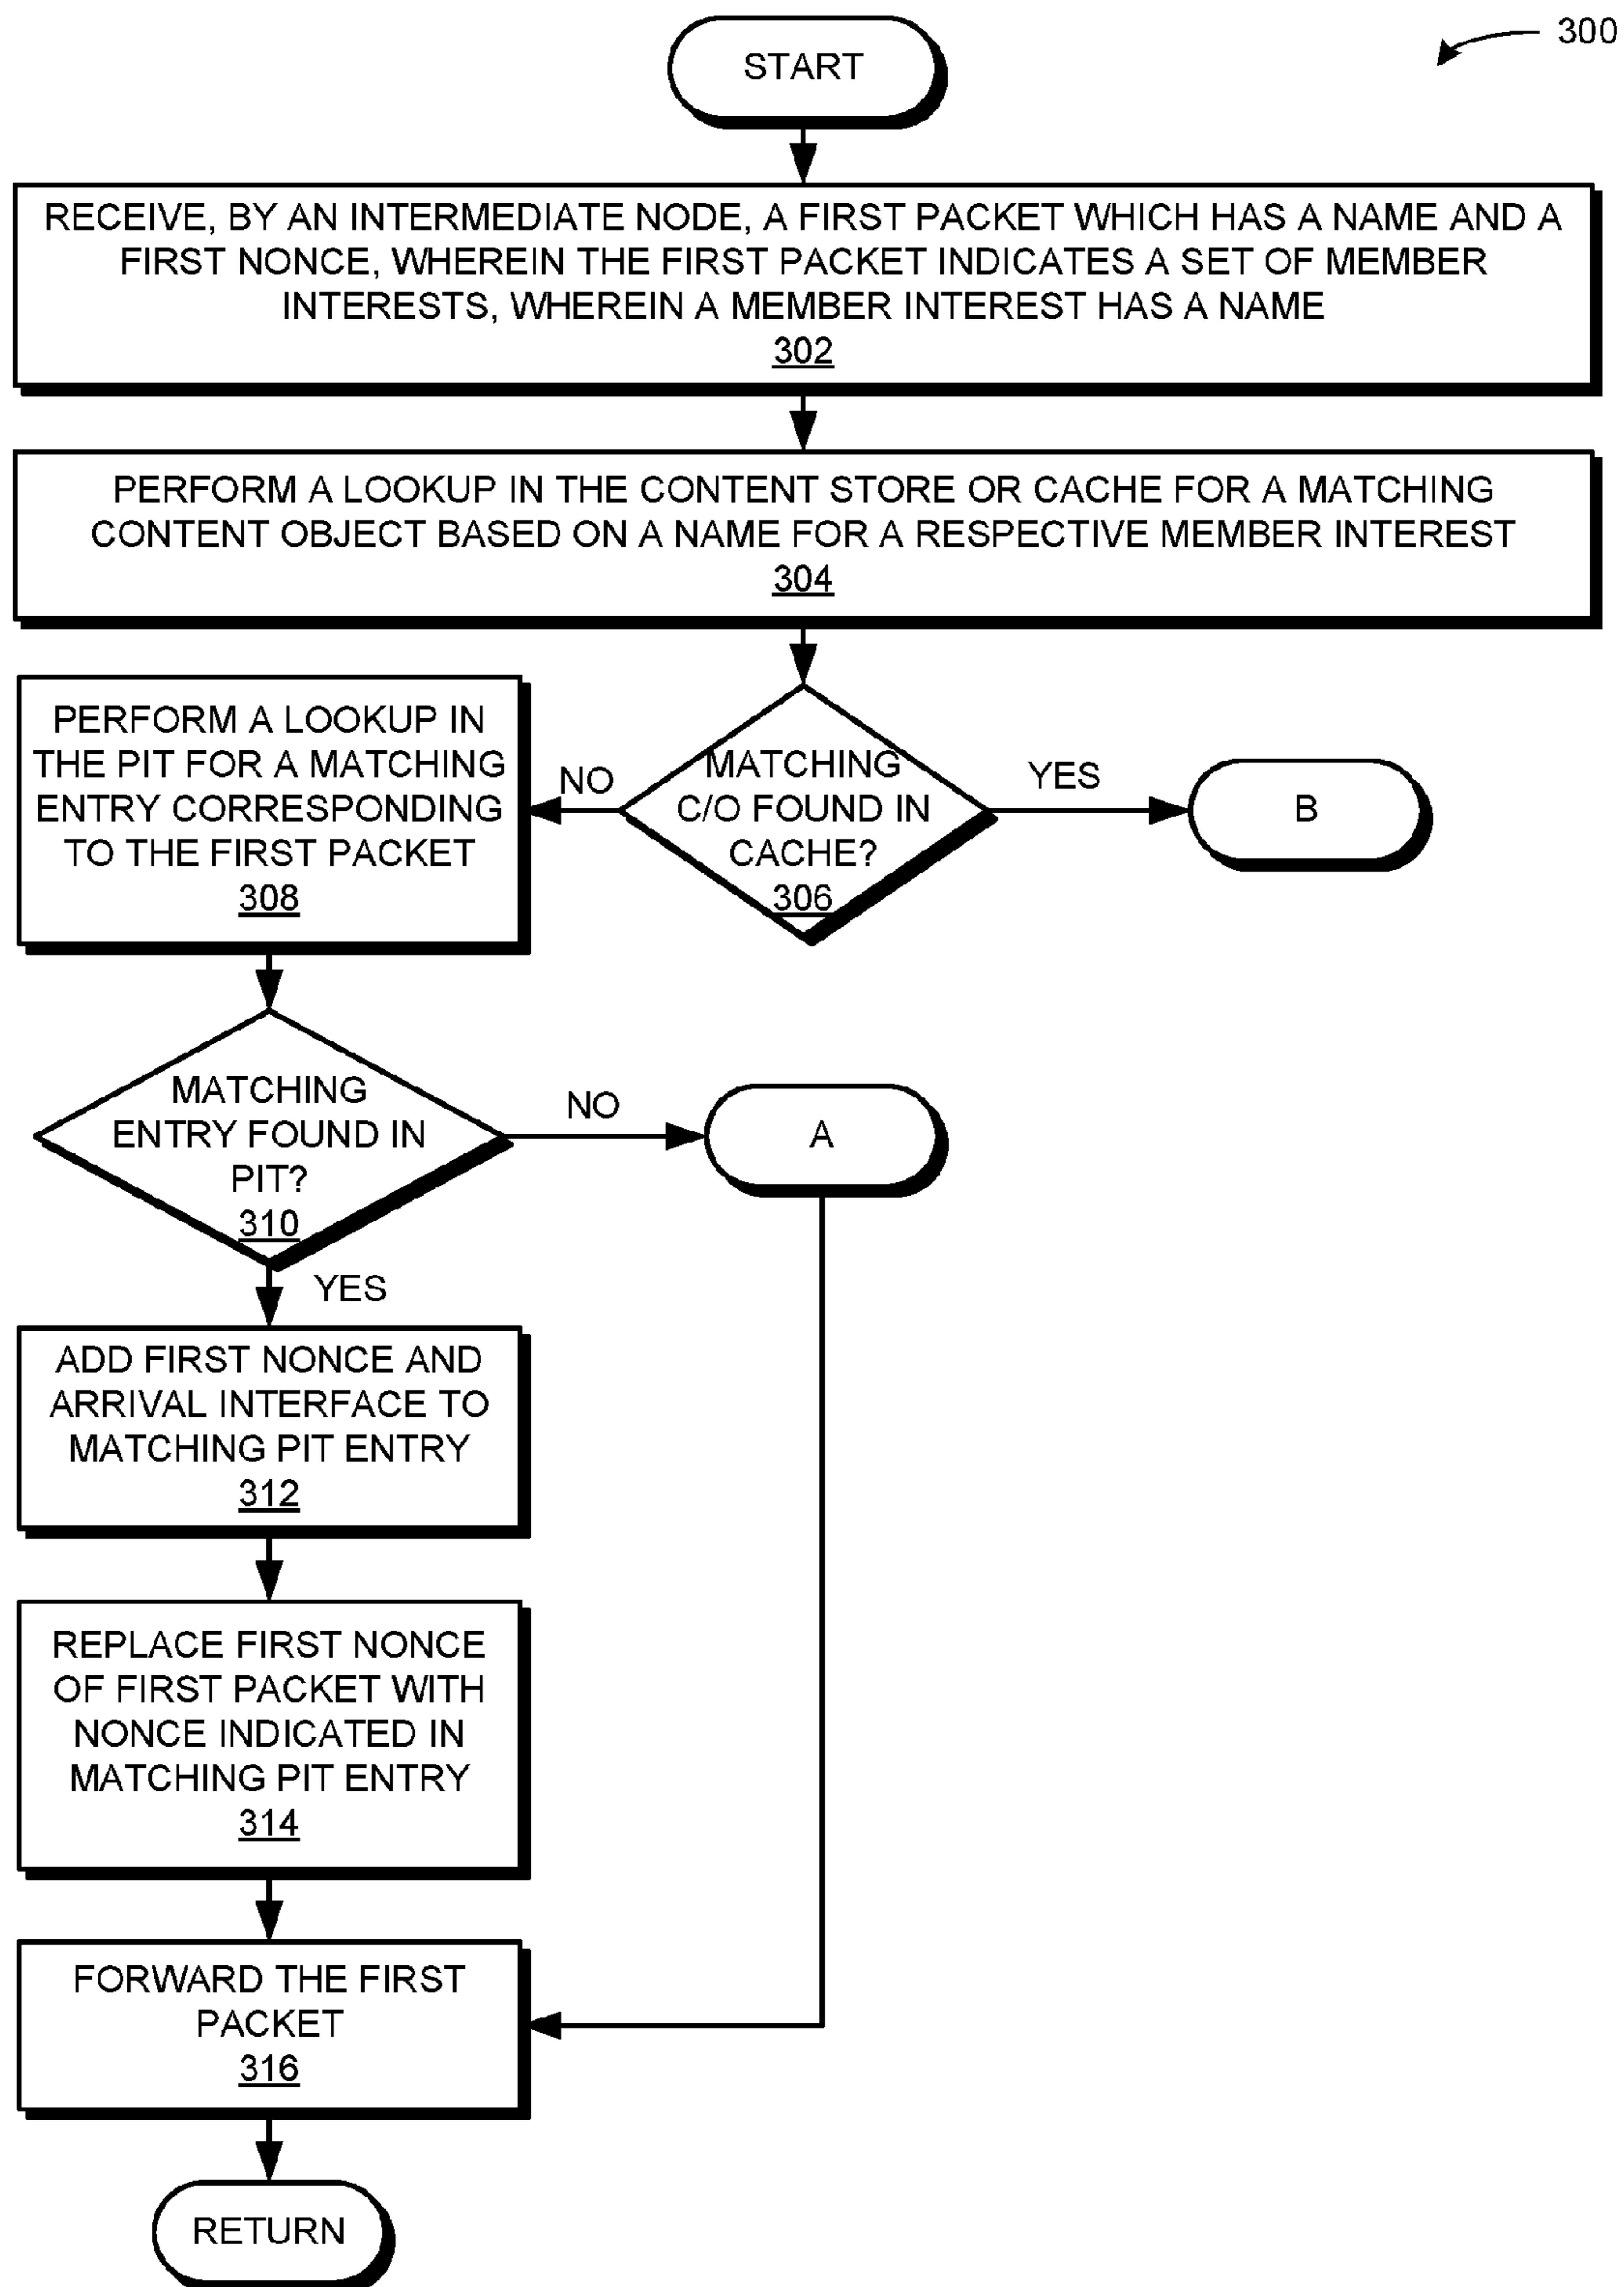 START
300
RECEIVE, BY AN INTERMEDIATE NODE, A FIRST PACKET WHICH HAS A NAME AND A
FIRST NONCE, WHEREIN THE FIRST PACKET INDICATES A SET OF MEMBER
INTERESTS, WHEREIN A MEMBER INTEREST HAS A NAME
302
PERFORM A LOOKUP IN THE CONTENT STORE OR CACHE FOR A MATCHING
CONTENT OBJECT BASED ON A NAME FOR A RESPECTIVE MEMBER INTEREST
304
PERFORM A LOOKUP IN
THE PIT FOR A MATCHING
ENTRY CORRESPONDING
TO THE FIRST PACKET
308
NO
MATCHING
C/O FOUND IN
CACHE?
306
YES
B
MATCHING
ENTRY FOUND IN
PIT?
310
NO
A
YES
ADD FIRST NONCE AND
ARRIVAL INTERFACE TO
MATCHING PIT ENTRY
312
REPLACE FIRST NONCE
OF FIRST PACKET WITH
NONCE INDICATED IN
MATCHING PIT ENTRY
314
FORWARD THE FIRST
PACKET
316
RETURN